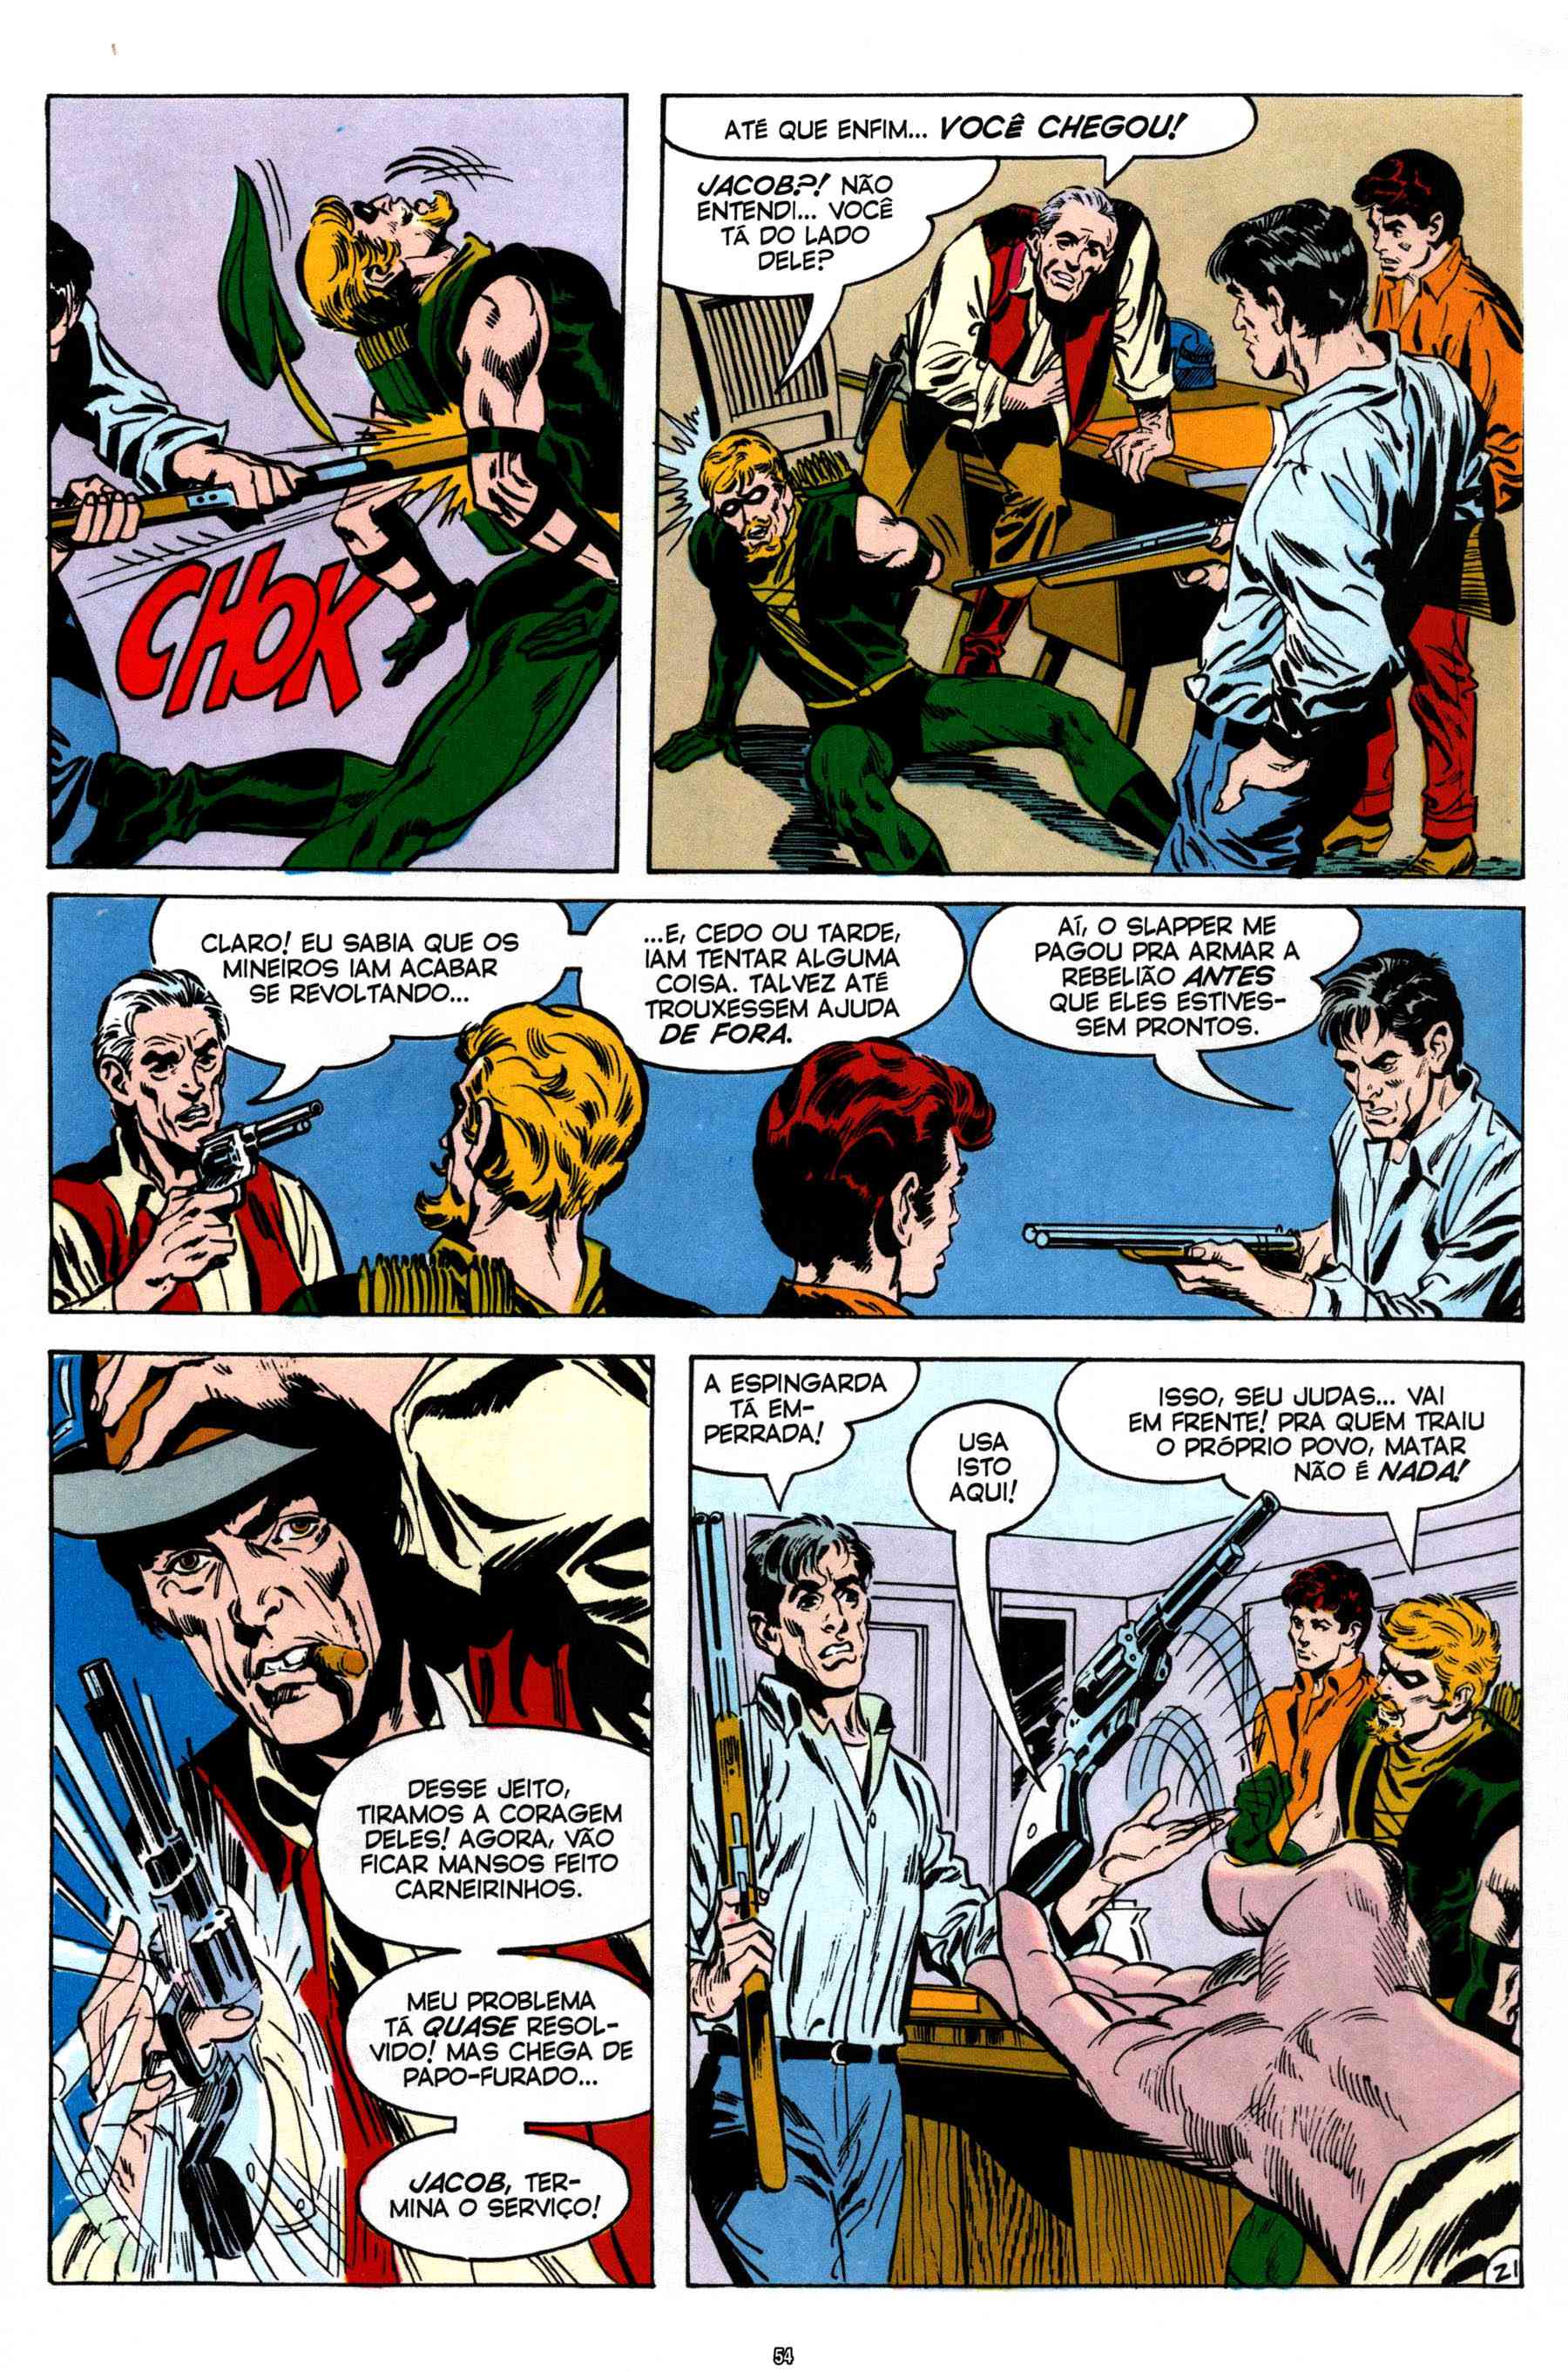 CHOK
ATÉ QUE ENFIM... VOCÊ CHEGOU!
JACOB?! NÃO
ENTENDI... VOCÊ
TÁ DO LADO
DELE?
CLARO! EU SABIA QUE OS
MINEIROS IAM ACABAR
SE REVOLTANDO...
...E, CEDO OU TARDE,
IAM TENTAR ALGUMA
COISA. TALVEZ ATÉ
TROUXESSEM AJUDA
DE FORA.
AÍ, O SLAPPER ME
PAGOU PRA ARMAR A
REBELIÃO ANTES
QUE ELES ESTIVES-
SEM PRONTOS.
DESSE JEITO,
TIRAMOS A CORAGEM
DELES! AGORA, VÃO
FICAR MANSOS FEITO
CARNEIRINHOS.
MEU PROBLEMA
TÁ QUASE RESOL-
VIDO! MAS CHEGA DE
PAPO-FURADO...
JACOB, TER-
MINA O SERVIÇO!
A ESPINGARDA
TÁ EM-
PERRADA!
USA
ISTO
AQUI!
ISSO, SEU JUDAS... VAI
EM FRENTE! PRA QUEM TRAIU
O PRÓPRIO POVO, MATAR
NÃO É NADA!
21
54